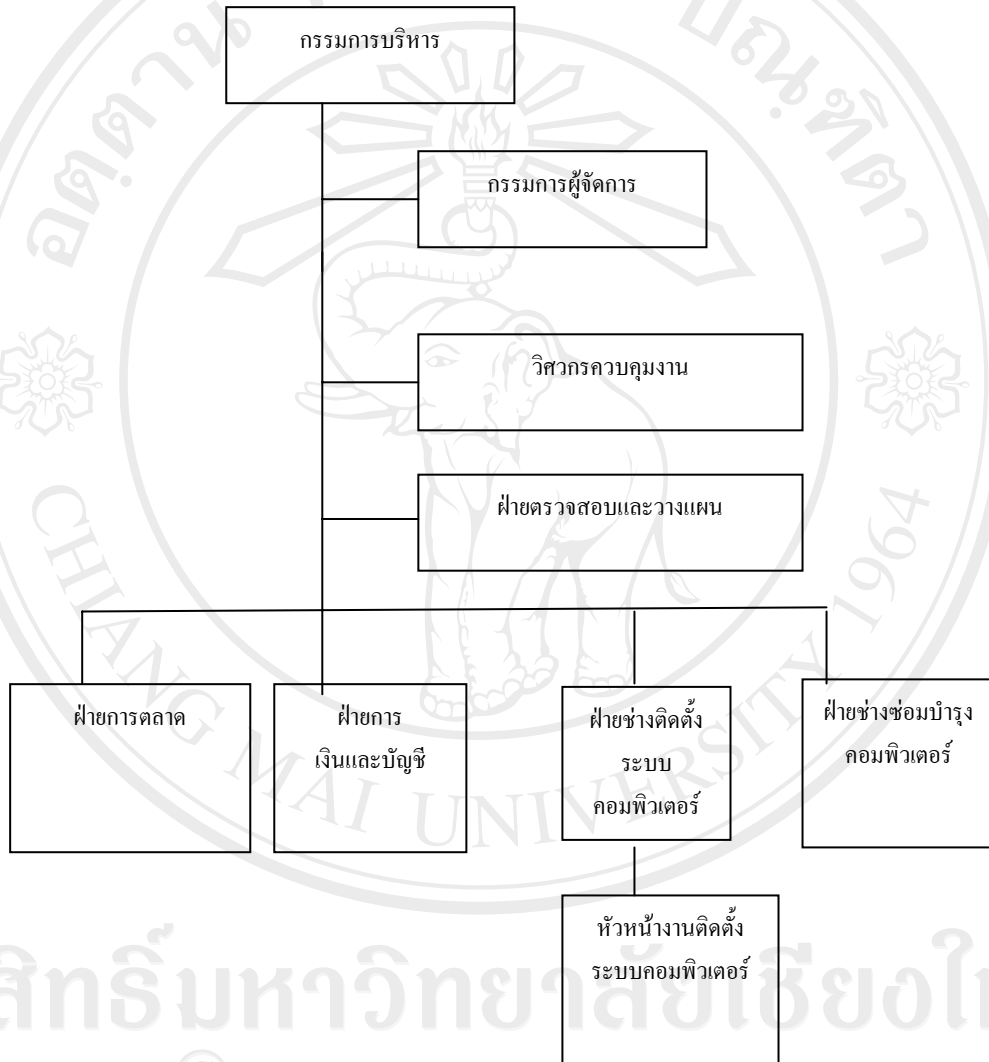 กรรมการบริหาร
กรรมการผู้จัดการ
วิศวกรควบคุมงาน
ฝ่ายตรวจสอบและวางแผน
ฝ่ายการตลาด
ฝ่ายการ
เงินและบัญชี
ฝ่ายช่างติดตั้ง
ระบบ
คอมพิวเตอร์
ฝ่ายช่างซ่อมบำรุง
คอมพิวเตอร์
หัวหน้างานติดตั้ง
ระบบคอมพิวเตอร์
CHIANG MAI UNIVERSITY 1964
สิทธิ์มหาวิทยาลัยเชียงให